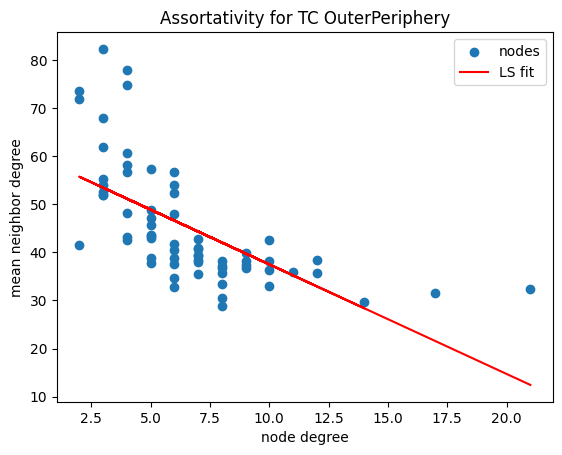 Assortativity for TC OuterPeriphery
nodes
LS fit
mean neighbor degree
80
70
60
50
40
30
20
10
2.5 5.0 7.5 10.0 12.5 15.0 17.5 20.0
node degree